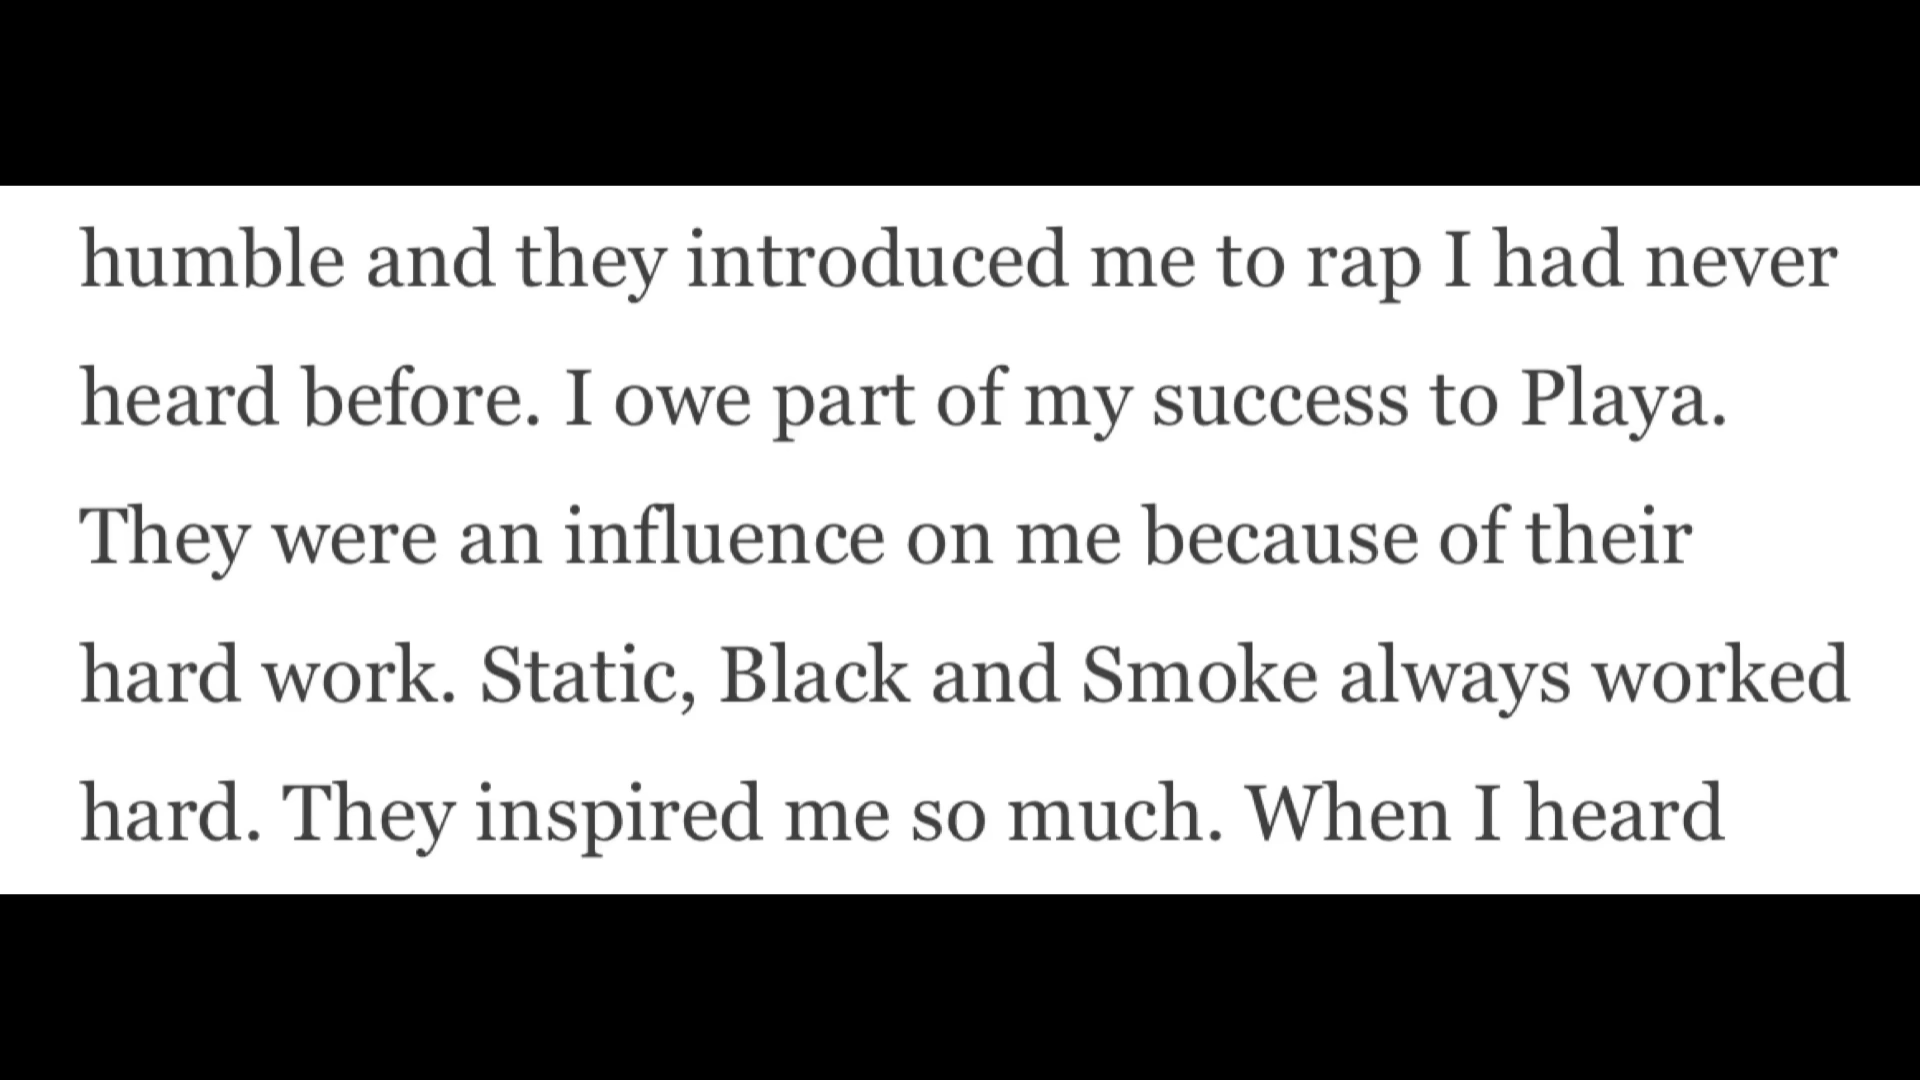 humble and they introduced me to rap I had never
heard before. I owe part of my success to Playa.
They were an influence on me because of their
hard work. Static, Black and Smoke always worked
hard. They inspired me so much. When I heard